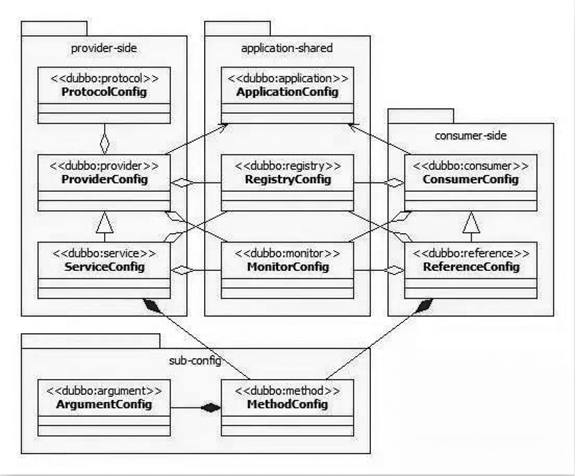 provider-side
<<dubbo:protocol>>
ProtocolConfig
<<dubbo:provider>>
ProviderConfig
<<dubbo:service>>
ServiceConfig
application-shared
<<dubbo:application>>
ApplicationConfig
<<dubbo:registry>>
RegistryConfig
<<dubbo:monitor>>
MonitorConfig
consumer-side
<<dubbo:consumer>>
ConsumerConfig
<<dubbo:reference>>
ReferenceConfig
sub-config
<<dubbo:argument>>
ArgumentConfig
<<dubbo:method>>
MethodConfig